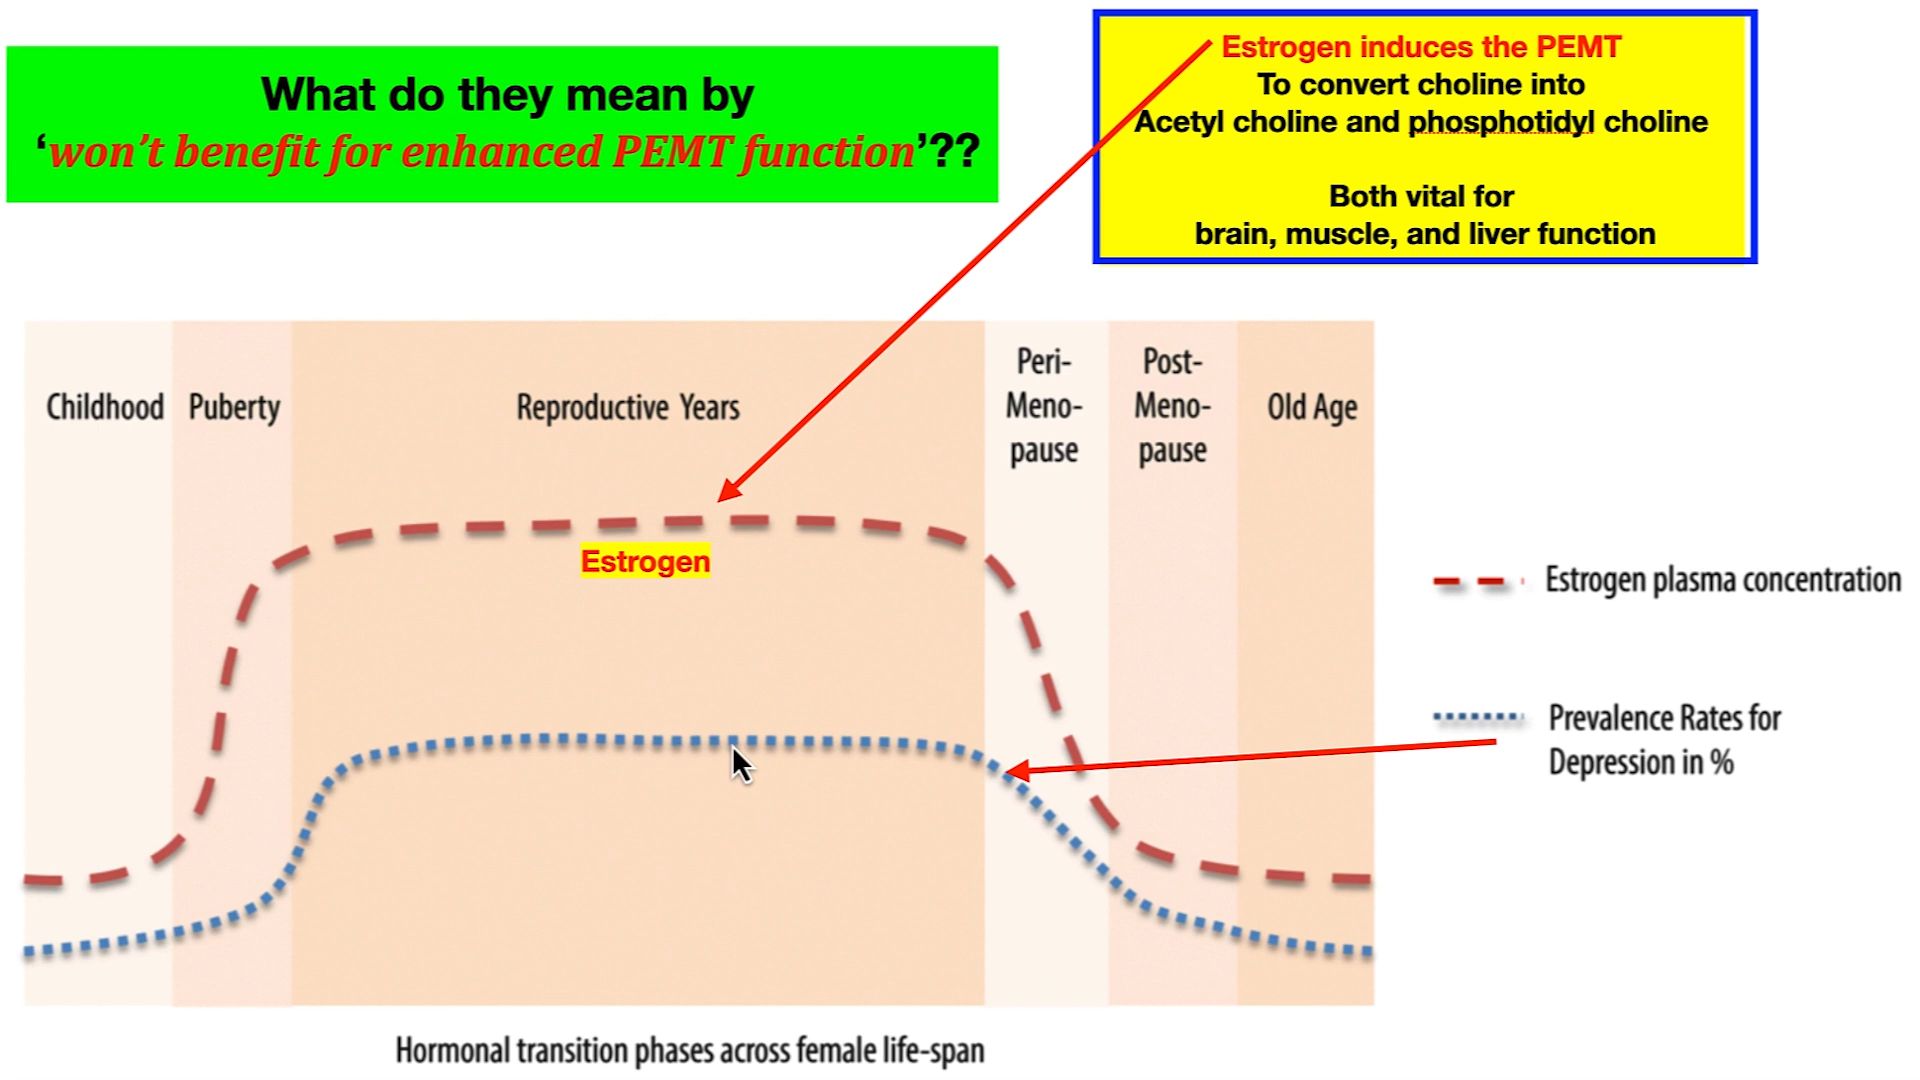 What do they mean by
‘won’t benefit for enhanced PEMT function’??
Estrogen induces the PEMT
To convert choline into
Acetyl choline and phosphotidyl choline
Both vital for
brain, muscle, and liver function
Childhood
Puberty
Reproductive Years
Peri-
Meno-
pause
Post-
Meno-
pause
Old Age
Estrogen
Estrogen plasma concentration
Prevalence Rates for
Depression in %
Hormonal transition phases across female life-span